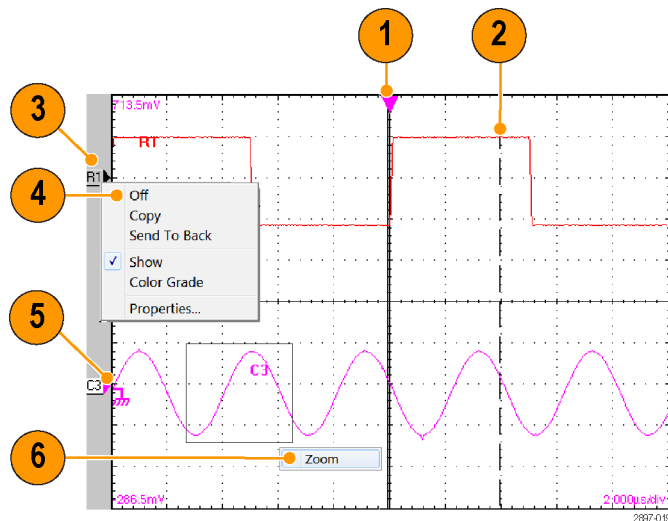 1
2
713.5mV
3
R1
R1
4
Off
Copy
Send To Back
Show
Color Grade
Properties...
5
C3
C3
6
Zoom
-286.5mV
2.000µs/div